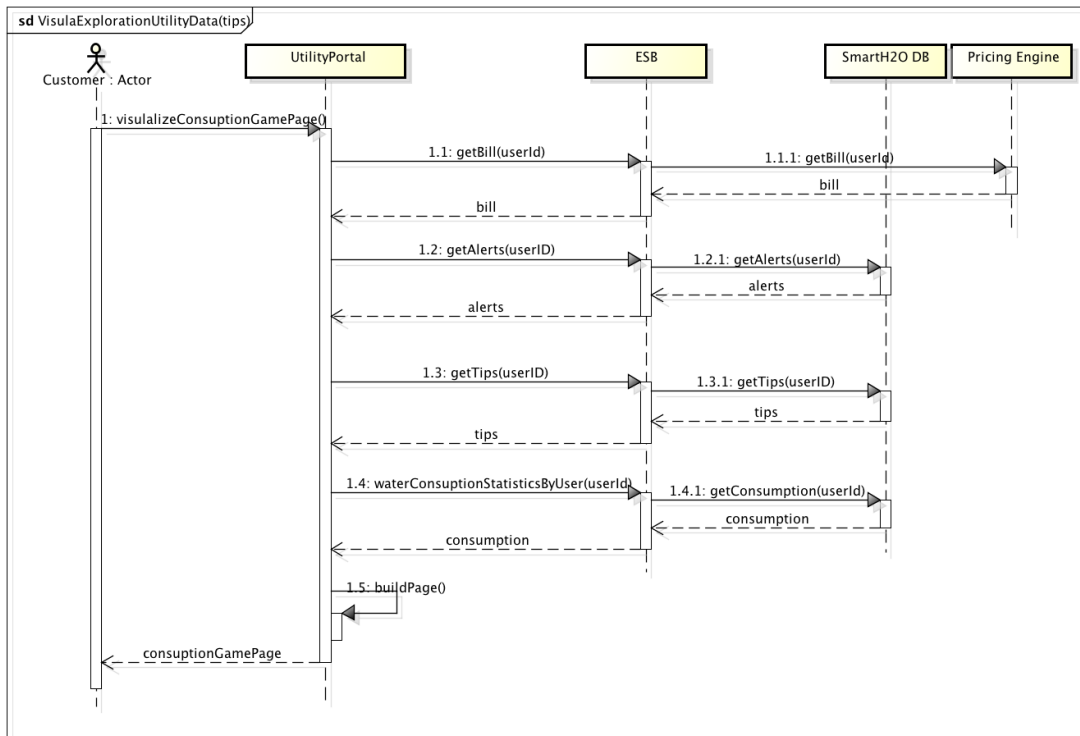 sd VisulaExplorationUtilityData(tips)
Customer : Actor
UtilityPortal
ESB
SmartH2O DB
Pricing Engine
1: visulalizeConsuptionGamePage()
1.1: getBill(userId)
1.1.1: getBill(userId)
bill
bill
1.2: getAlerts(userID)
1.2.1: getAlerts(userId)
alerts
alerts
1.3: getTips(userID)
1.3.1: getTips(userID)
tips
tips
1.4: waterConsuptionStatisticsByUser(userId)
1.4.1: getConsumption(userId)
consumption
consumption
1.5: buildPage()
consuptionGamePage